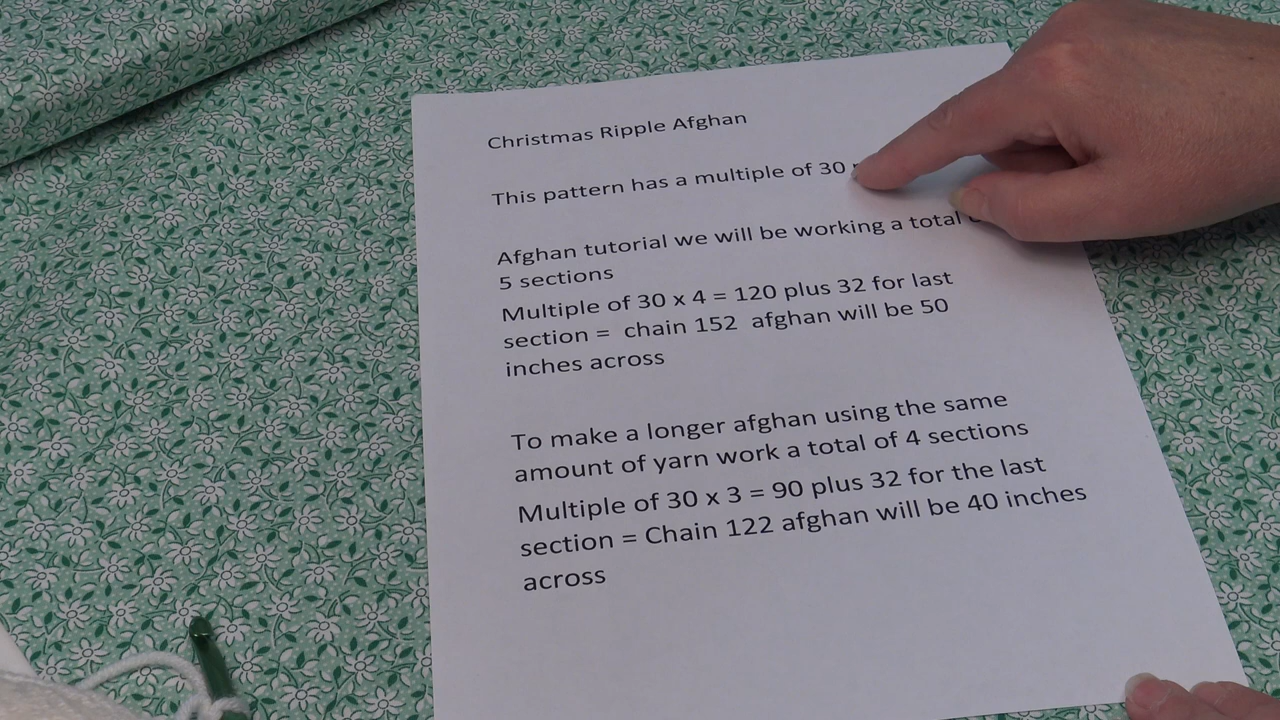 Christmas Ripple Afghan
This pattern has a multiple of 30
Afghan tutorial we will be working a total
5 sections
Multiple of 30 x 4 = 120 plus 32 for last
section = chain 152 afghan will be 50
inches across
To make a longer afghan using the same
amount of yarn work a total of 4 sections
Multiple of 30 x 3 = 90 plus 32 for the last
section = Chain 122 afghan will be 40 inches
across